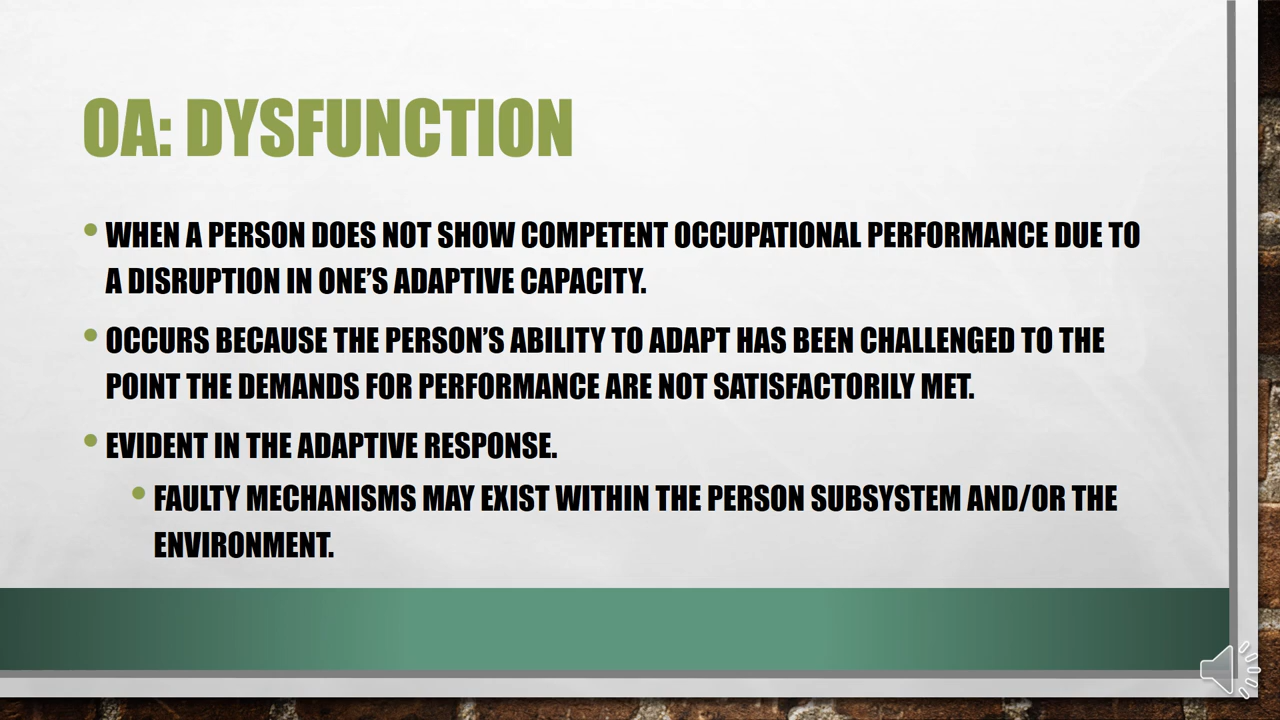 OA: DYSFUNCTION
• WHEN A PERSON DOES NOT SHOW COMPETENT OCCUPATIONAL PERFORMANCE DUE TO
A DISRUPTION IN ONE’S ADAPTIVE CAPACITY.
• OCCURS BECAUSE THE PERSON’S ABILITY TO ADAPT HAS BEEN CHALLENGED TO THE
POINT THE DEMANDS FOR PERFORMANCE ARE NOT SATISFACTORILY MET.
• EVIDENT IN THE ADAPTIVE RESPONSE.
• FAULTY MECHANISMS MAY EXIST WITHIN THE PERSON SUBSYSTEM AND/OR THE
ENVIRONMENT.